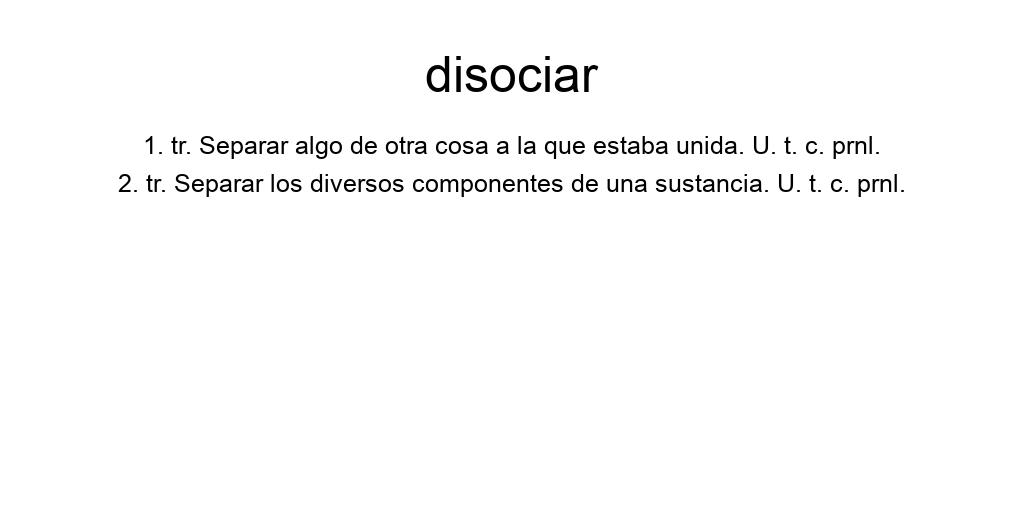 disociar
1. tr. Separar algo de otra cosa a la que estaba unida. U. t. c. prnl.
2. tr. Separar los diversos componentes de una sustancia. U. t. c. prnl.